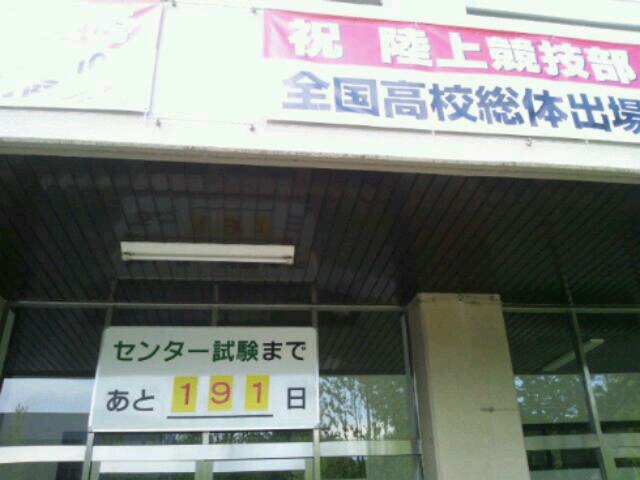 祝 陸上競技部
全国高校総体出場
センター試験まで
あと 191 日